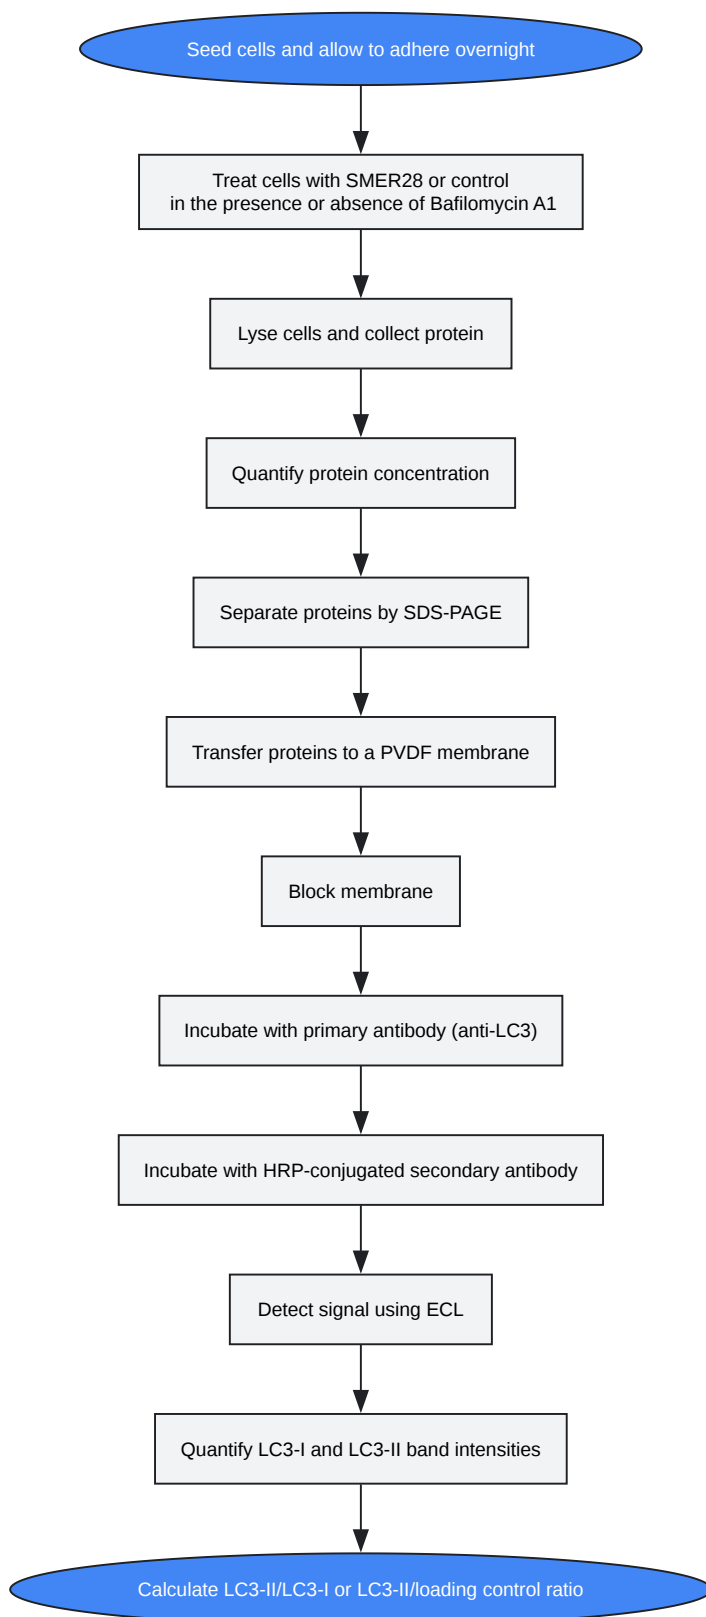 Seed cells and allow to adhere overnight
Treat cells with SMER28 or control
in the presence or absence of Bafilomycin A1
Lyse cells and collect protein
Quantify protein concentration
Separate proteins by SDS-PAGE
Transfer proteins to a PVDF membrane
Block membrane
Incubate with primary antibody (anti-LC3)
Incubate with HRP-conjugated secondary antibody
Detect signal using ECL
Quantify LC3-I and LC3-II band intensities
Calculate LC3-II/LC3-I or LC3-II/loading control ratio